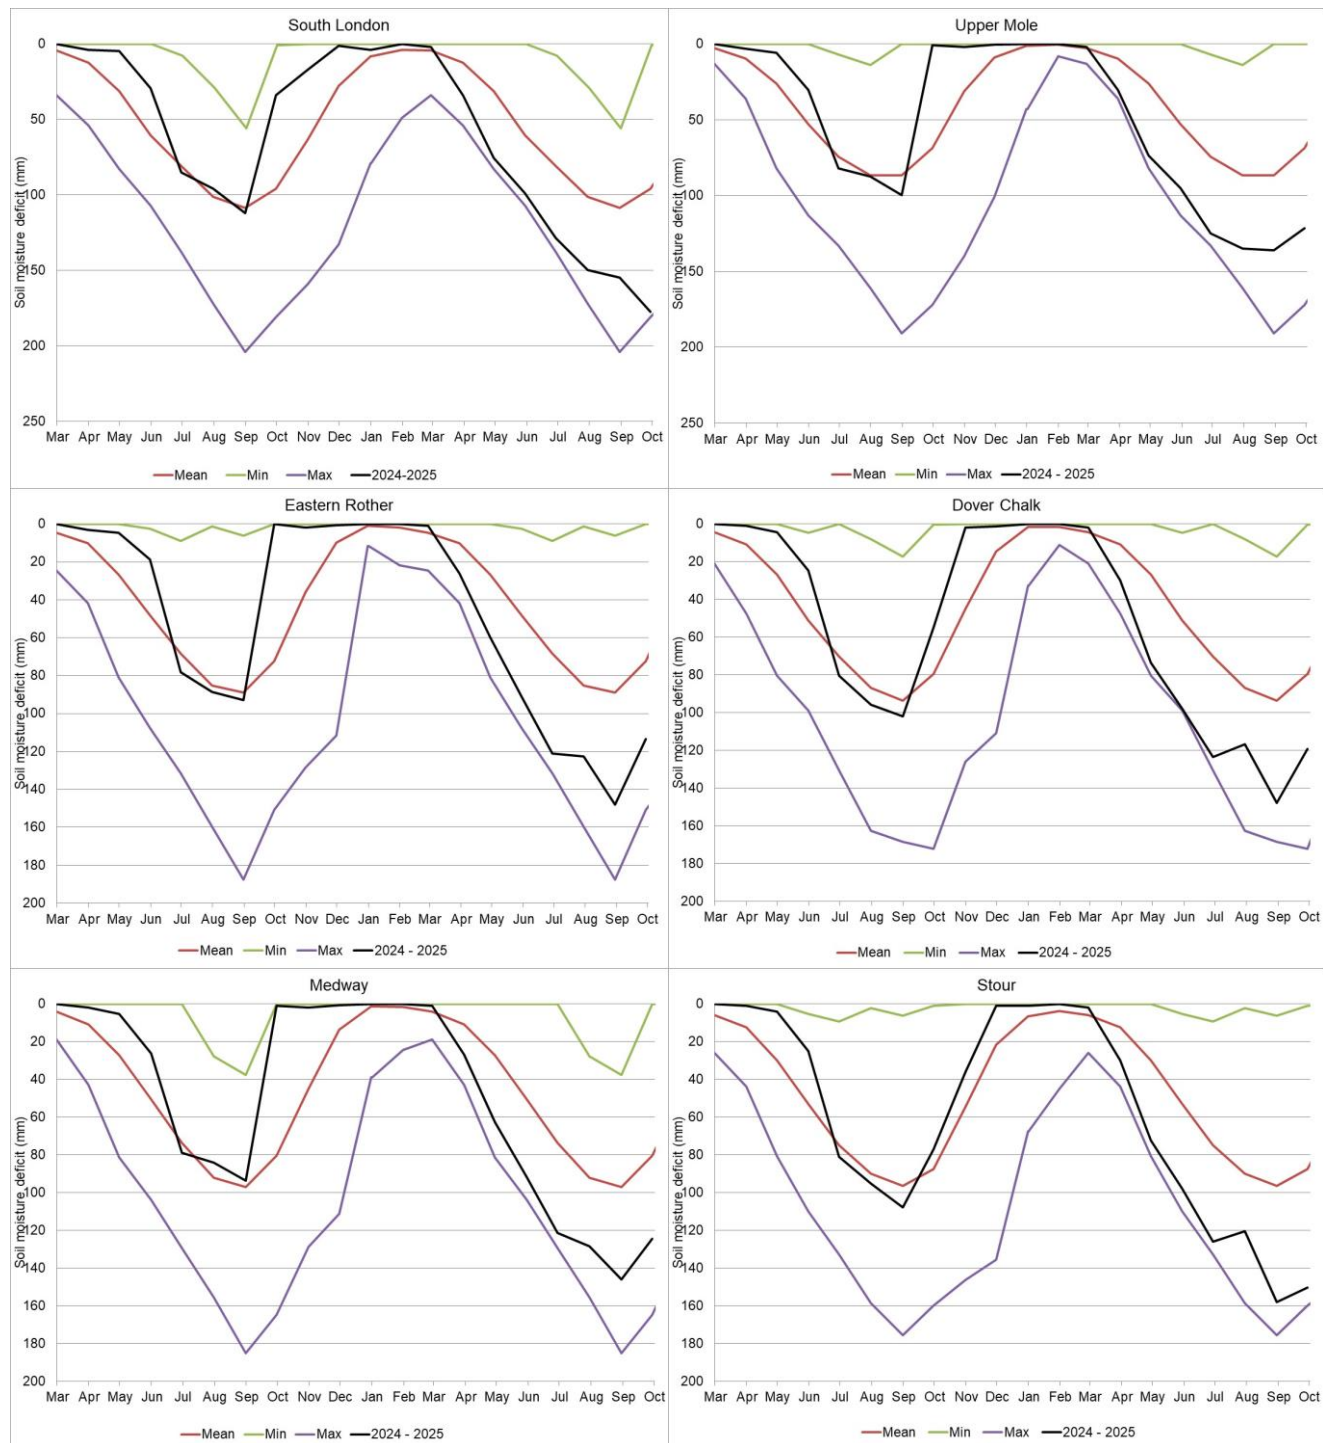 South London
Soil moisture deficit (mm)
0
50
100
150
200
250
Mar Apr May Jun Jul Aug Sep Oct Nov Dec Jan Feb Mar Apr May Jun Jul Aug Sep Oct
Mean Min Max 2024-2025
Upper Mole
Soil moisture deficit (mm)
0
50
100
150
200
250
Mar Apr May Jun Jul Aug Sep Oct Nov Dec Jan Feb Mar Apr May Jun Jul Aug Sep Oct
Mean Min Max 2024 - 2025
Eastern Rother
Soil moisture deficit (mm)
0
20
40
60
80
100
120
140
160
180
200
Mar Apr May Jun Jul Aug Sep Oct Nov Dec Jan Feb Mar Apr May Jun Jul Aug Sep Oct
Mean Min Max 2024 - 2025
Dover Chalk
Soil moisture deficit (mm)
0
20
40
60
80
100
120
140
160
180
200
Mar Apr May Jun Jul Aug Sep Oct Nov Dec Jan Feb Mar Apr May Jun Jul Aug Sep Oct
Mean Min Max 2024 - 2025
Medway
Soil moisture deficit (mm)
0
20
40
60
80
100
120
140
160
180
200
Mar Apr May Jun Jul Aug Sep Oct Nov Dec Jan Feb Mar Apr May Jun Jul Aug Sep Oct
Mean Min Max 2024 - 2025
Stour
Soil moisture deficit (mm)
0
20
40
60
80
100
120
140
160
180
200
Mar Apr May Jun Jul Aug Sep Oct Nov Dec Jan Feb Mar Apr May Jun Jul Aug Sep Oct
Mean Min Max 2024 - 2025